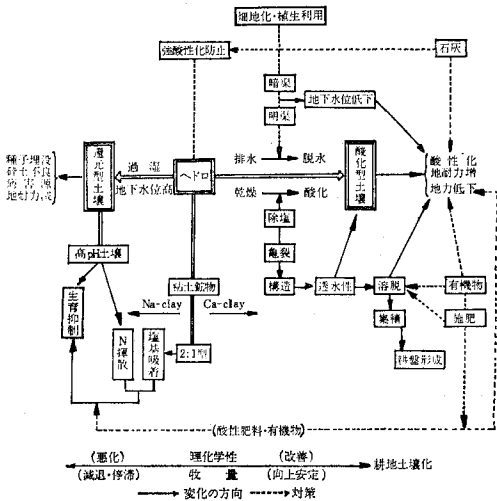 畑地化・植生利用
強酸性化防止
石灰
暗渠
地下水位低下
明渠
種子埋没
砕土不良
病害源
地耐力減
還元型土壌
過湿
地下水位高
ヘドロ
排水
脱水
乾燥
酸化
酸化型土壌
酸性化
地耐力増
地力低下
除塩
亀裂
高pH土壌
粘土鉱物
構造
透水性
溶脱
有機物
Na-clay
Ca-clay
集積
施肥
生育抑制
N揮散
塩基吸着
2:1型
耕盤形成
(酸性肥料・有機物)
(悪化)
理化学性
(改善)
耕地土壌化
(減退・停滞)
収量
(向上安定)
変化の方向
対策